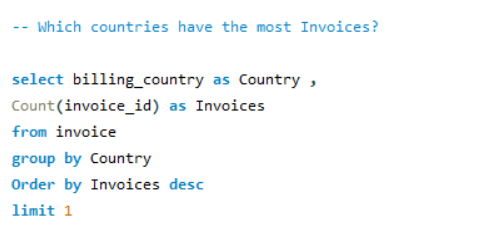 -- Which countries have the most Invoices?
select billing_country as Country ,
Count(invoice_id) as Invoices
from invoice
group by Country
Order by Invoices desc
limit 1